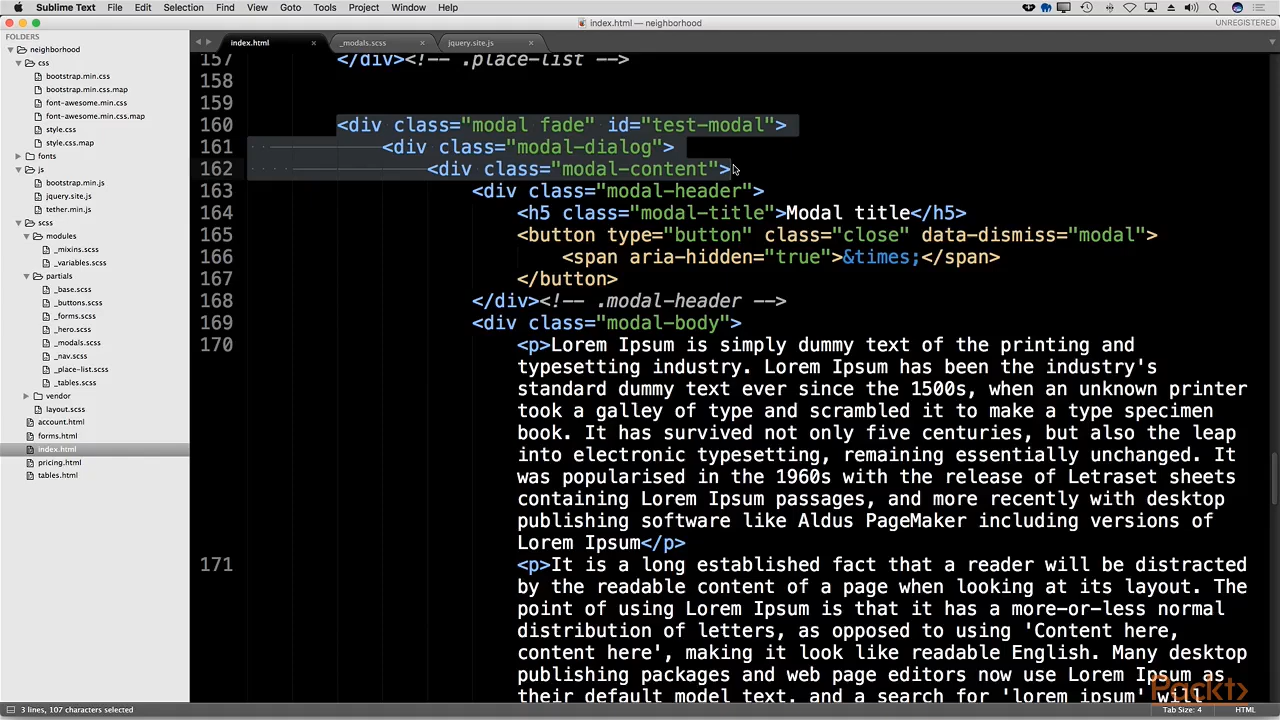 Sublime Text File Edit Selection Find View Goto Tools Project Window Help
index.html — neighborhood
UNREGISTERED
FOLDERS
neighborhood
css
bootstrap.min.css
bootstrap.min.css.map
font-awesome.min.css
font-awesome.min.css.map
style.css
style.css.map
fonts
js
bootstrap.min.js
jquery.site.js
tether.min.js
scss
modules
_mixins.scss
_variables.scss
partials
_base.scss
_buttons.scss
_forms.scss
_hero.scss
_modals.scss
_nav.scss
_place-list.scss
_tables.scss
vendor
layout.scss
account.html
forms.html
index.html
pricing.html
tables.html
index.html × _modals.scss × jquery.site.js ×
157 </div><!-- .place-list -->
158
159
160 <div class="modal fade" id="test-modal">
161 <div class="modal-dialog">
162 <div class="modal-content">
163 <div class="modal-header">
164 <h5 class="modal-title">Modal title</h5>
165 <button type="button" class="close" data-dismiss="modal">
166 <span aria-hidden="true">&times;</span>
167 </button>
168 </div><!-- .modal-header -->
169 <div class="modal-body">
170 <p>Lorem Ipsum is simply dummy text of the printing and
typesetting industry. Lorem Ipsum has been the industry's
standard dummy text ever since the 1500s, when an unknown printer
took a galley of type and scrambled it to make a type specimen
book. It has survived not only five centuries, but also the leap
into electronic typesetting, remaining essentially unchanged. It
was popularised in the 1960s with the release of Letraset sheets
containing Lorem Ipsum passages, and more recently with desktop
publishing software like Aldus PageMaker including versions of
Lorem Ipsum</p>
171 <p>It is a long established fact that a reader will be distracted
by the readable content of a page when looking at its layout. The
point of using Lorem Ipsum is that it has a more-or-less normal
distribution of letters, as opposed to using 'Content here,
content here', making it look like readable English. Many desktop
publishing packages and web page editors now use Lorem Ipsum as
their default model text, and a search for 'lorem ipsum' will
Packt>
3 lines, 107 characters selected
Tab Size: 4 HTML